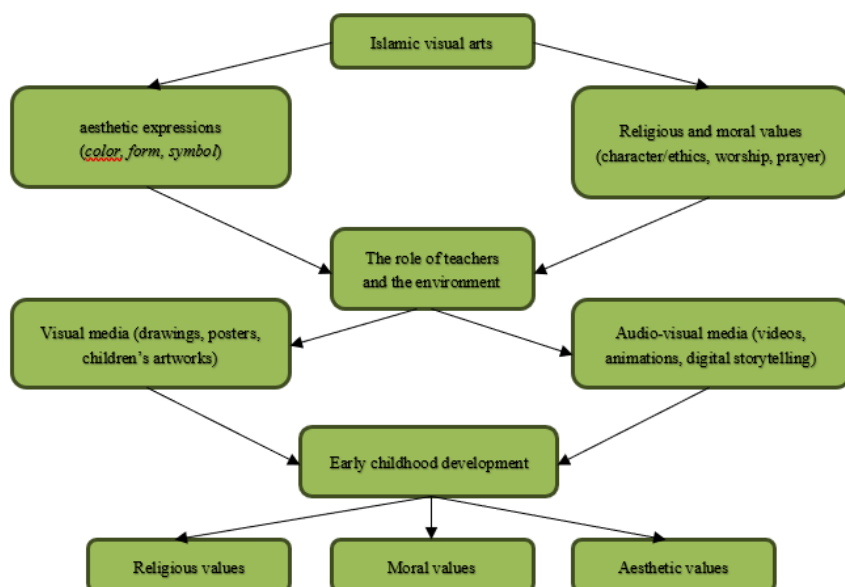 Islamic visual arts
aesthetic expressions
(color, form, symbol)
Religious and moral values
(character/ethics, worship, prayer)
The role of teachers
and the environment
Visual media (drawings, posters,
children's artworks)
Audio-visual media (videos,
animations, digital storytelling)
Early childhood development
Religious values
Moral values
Aesthetic values